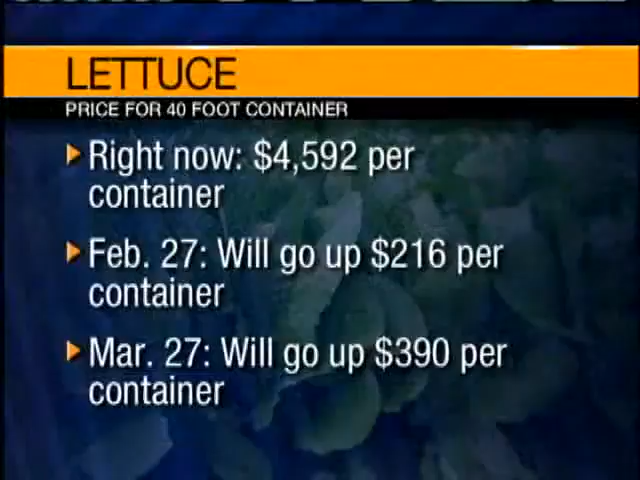 LETTUCE
PRICE FOR 40 FOOT CONTAINER
Right now: $4,592 per
container
Feb. 27: Will go up $216 per
container
Mar. 27: Will go up $390 per
container